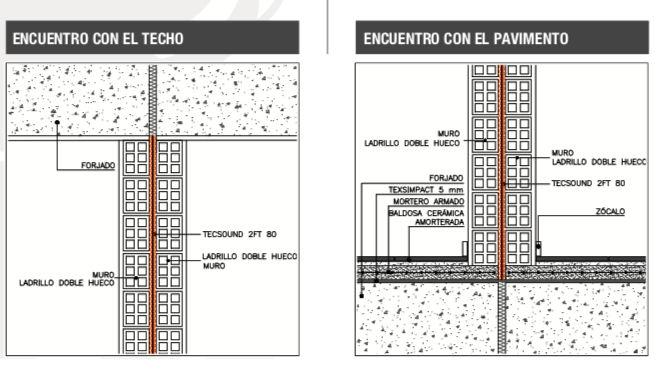 ENCUENTRO CON EL TECHO
FORJADO
TECSOUND 2FT 80
LADRILLO DOBLE HUECO
MURO
MURO
LADRILLO DOBLE HUECO
ENCUENTRO CON EL PAVIMENTO
MURO
LADRILLO DOBLE HUECO
MURO
LADRILLO DOBLE HUECO
FORJADO
TECSOUND 2FT 80
TEXSIMPACT 5 mm
MORTERO ARMADO
BALDOSA CERÁMICA
AMORTERADA
ZÓCALO